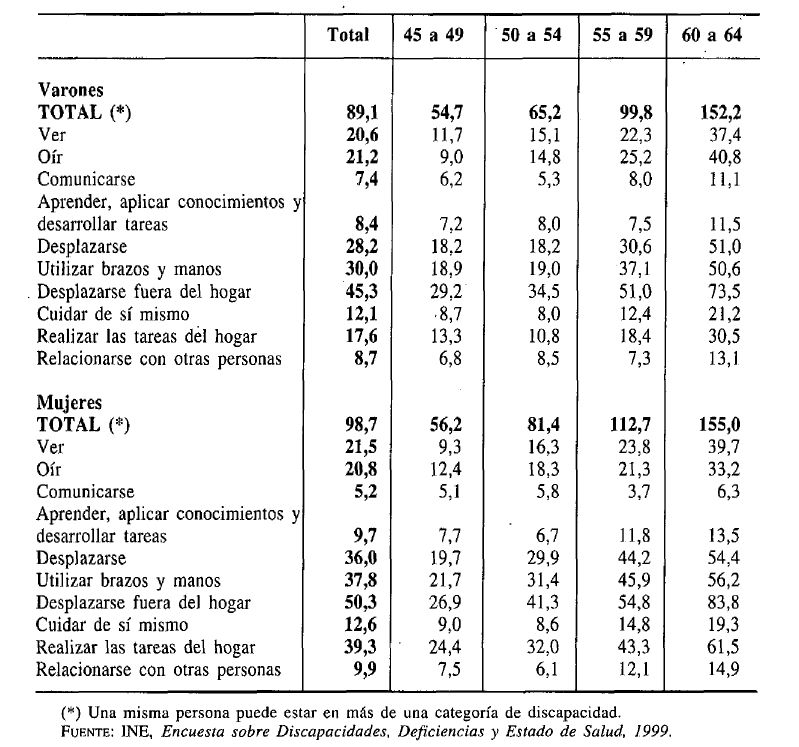 Total 45 a 49 50 a 54 55 a 59 60 a 64
Varones
TOTAL (*) 89,1 54,7 65,2 99,8 152,2
Ver 20,6 11,7 15,1 22,3 37,4
Oír 21,2 9,0 14,8 25,2 40,8
Comunicarse 7,4 6,2 5,3 8,0 11,1
Aprender, aplicar conocimientos y
desarrollar tareas 8,4 7,2 8,0 7,5 11,5
Desplazarse 28,2 18,2 18,2 30,6 51,0
Utilizar brazos y manos 30,0 18,9 19,0 37,1 50,6
Desplazarse fuera del hogar 45,3 29,2 34,5 51,0 73,5
Cuidar de sí mismo 12,1 8,7 8,0 12,4 21,2
Realizar las tareas del hogar 17,6 13,3 10,8 18,4 30,5
Relacionarse con otras personas 8,7 6,8 8,5 7,3 13,1
Mujeres
TOTAL (*) 98,7 56,2 81,4 112,7 155,0
Ver 21,5 9,3 16,3 23,8 39,7
Oír 20,8 12,4 18,3 21,3 33,2
Comunicarse 5,2 5,1 5,8 3,7 6,3
Aprender, aplicar conocimientos y
desarrollar tareas 9,7 7,7 6,7 11,8 13,5
Desplazarse 36,0 19,7 29,9 44,2 54,4
Utilizar brazos y manos 37,8 21,7 31,4 45,9 56,2
Desplazarse fuera del hogar 50,3 26,9 41,3 54,8 83,8
Cuidar de sí mismo 12,6 9,0 8,6 14,8 19,3
Realizar las tareas del hogar 39,3 24,4 32,0 43,3 61,5
Relacionarse con otras personas 9,9 7,5 6,1 12,1 14,9
(*) Una misma persona puede estar en más de una categoría de discapacidad.
FUENTE: INE, Encuesta sobre Discapacidades, Deficiencias y Estado de Salud, 1999.